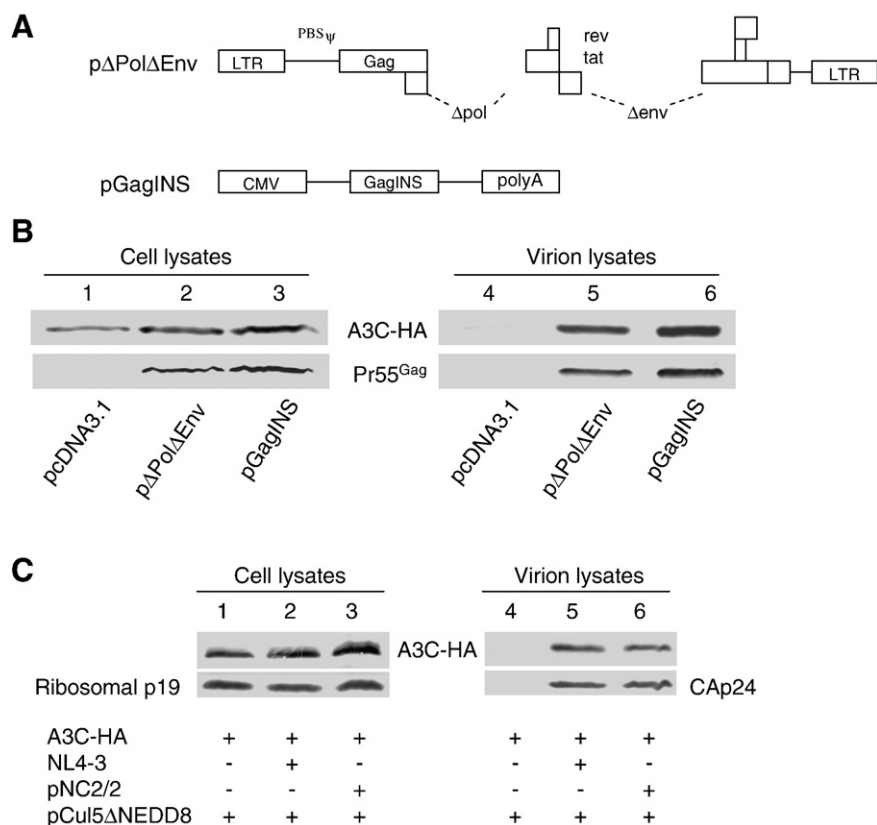 A
PBSψ
rev
pΔPolΔEnv
LTR
Gag
tat
LTR
Δpol
Δenv
pGagINS
CMV
GagINS
polyA
B
Cell lysates
Virion lysates
1 2 3
4 5 6
A3C-HA
Pr55Gag
pcDNA3.1
pΔPolΔEnv
pGagINS
pcDNA3.1
pΔPolΔEnv
pGagINS
C
Cell lysates
Virion lysates
1 2 3
4 5 6
A3C-HA
Ribosomal p19
CAp24
A3C-HA + + + + + +
NL4-3 - + - - + -
pNC2/2 - - + - - +
pCul5ΔNEDD8 + + + + + +